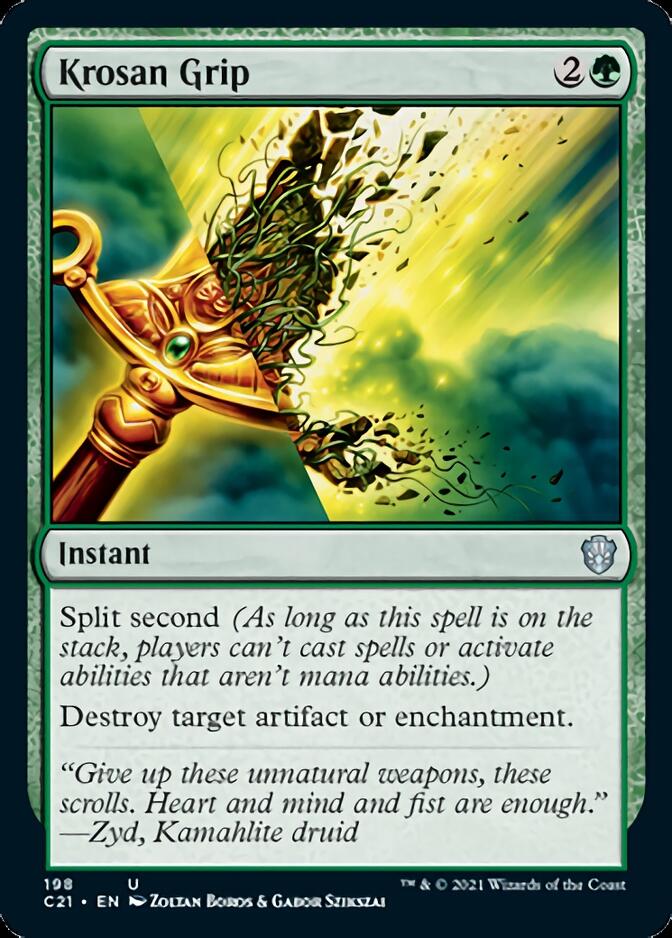 Krosan Grip 2
Instant
Split second (As long as this spell is on the
stack, players can't cast spells or activate
abilities that aren't mana abilities.)
Destroy target artifact or enchantment.
"Give up these unnatural weapons, these
scrolls. Heart and mind and fist are enough."
—Zyd, Kamahlite druid
198 U ™ & © 2021 Wizards of the Coast
C21 • EN Zoltan Boros & Gabor Szikszai